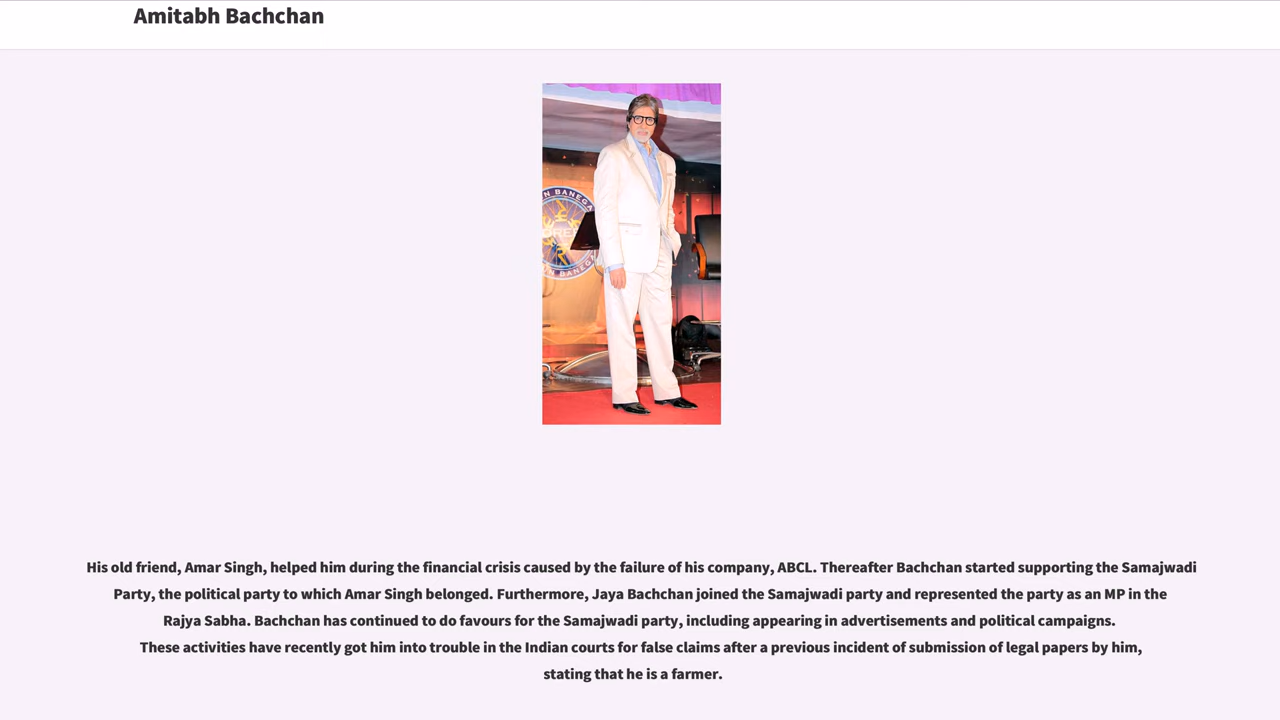 Amitabh Bachchan
N BANEGA
ORE
N BANEGA
His old friend, Amar Singh, helped him during the financial crisis caused by the failure of his company, ABCL. Thereafter Bachchan started supporting the Samajwadi
Party, the political party to which Amar Singh belonged. Furthermore, Jaya Bachchan joined the Samajwadi party and represented the party as an MP in the
Rajya Sabha. Bachchan has continued to do favours for the Samajwadi party, including appearing in advertisements and political campaigns.
These activities have recently got him into trouble in the Indian courts for false claims after a previous incident of submission of legal papers by him,
stating that he is a farmer.